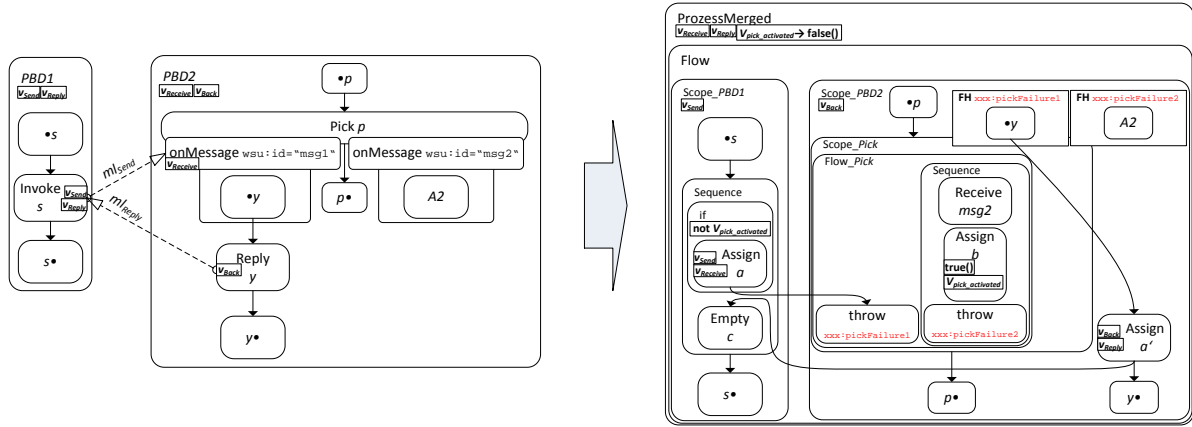 PBD1
vSend vReply
•s
Invoke
s
vSend
vReply
s•
mlSend
mlReply
PBD2
vReceive vBack
•p
Pick p
onMessage wsu:id="msg1"
vReceive
onMessage wsu:id="msg2"
•y
p•
A2
Reply
vBack
y
y•
ProzessMerged
vReceive vReply Vpick_activated→ false()
Flow
Scope_PBD1
vSend
•s
Sequence
if
not Vpick_activated
vSend Assign
vReceive a
Empty
c
s•
Scope_PBD2
vBack
•p
FH xxx:pickFailure1
•y
FH xxx:pickFailure2
A2
Scope_Pick
Flow_Pick
Sequence
Receive
msg2
Assign
b
true()
Vpick_activated
throw
xxx:pickFailure1
throw
xxx:pickFailure2
vBack Assign
vReply a‘
p•
y•